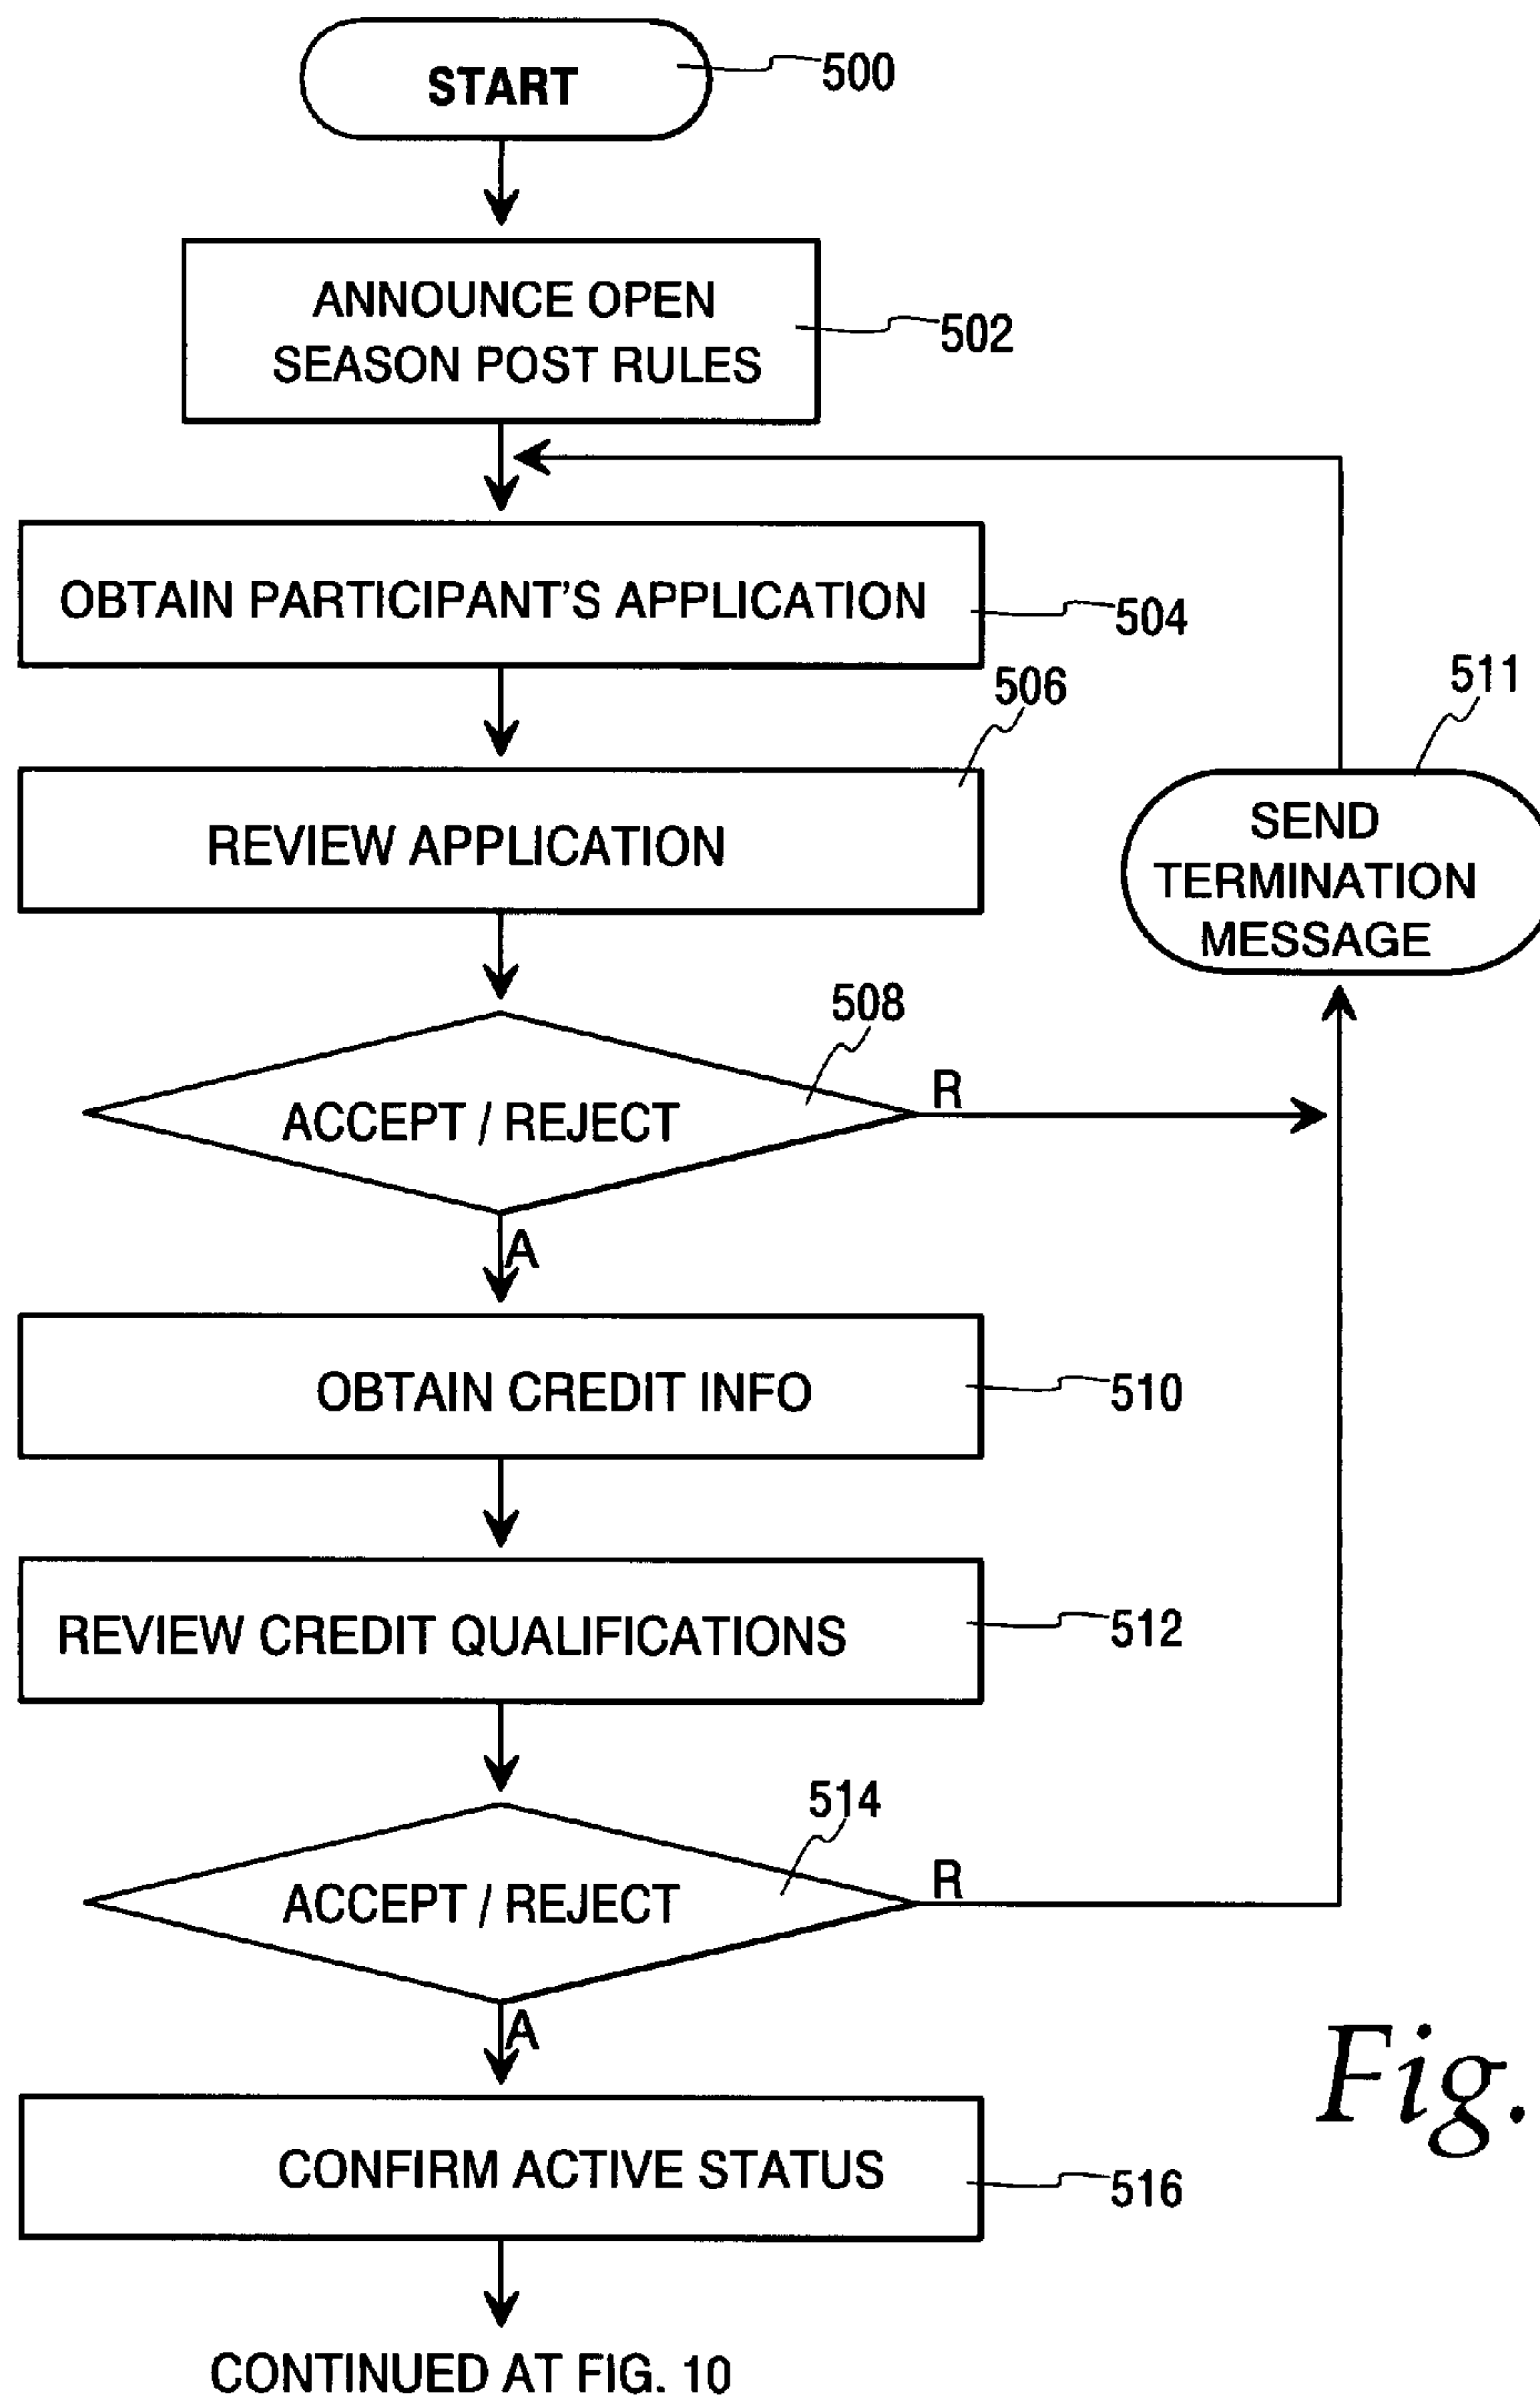 START
500
ANNOUNCE OPEN
SEASON POST RULES
502
OBTAIN PARTICIPANT'S APPLICATION
504
506
REVIEW APPLICATION
511
SEND
TERMINATION
MESSAGE
508
ACCEPT / REJECT
R
A
OBTAIN CREDIT INFO
510
REVIEW CREDIT QUALIFICATIONS
512
514
ACCEPT / REJECT
R
A
CONFIRM ACTIVE STATUS
516
Fig.
CONTINUED AT FIG. 10